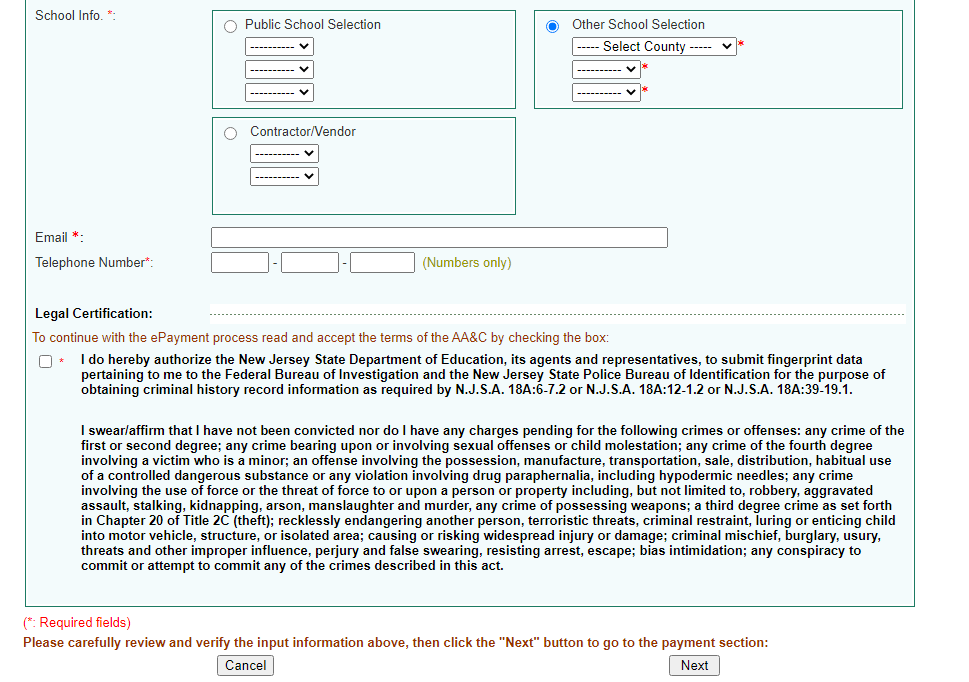 School Info. *:
Public School Selection
----------
----------
----------
Other School Selection
----- Select County ----- *
---------- *
---------- *
Contractor/Vendor
----------
----------
Email *:
Telephone Number*: - - (Numbers only)
Legal Certification:
To continue with the ePayment process read and accept the terms of the AA&C by checking the box:
* I do hereby authorize the New Jersey State Department of Education, its agents and representatives, to submit fingerprint data
pertaining to me to the Federal Bureau of Investigation and the New Jersey State Police Bureau of Identification for the purpose of
obtaining criminal history record information as required by N.J.S.A. 18A:6-7.2 or N.J.S.A. 18A:12-1.2 or N.J.S.A. 18A:39-19.1.
I swear/affirm that I have not been convicted nor do I have any charges pending for the following crimes or offenses: any crime of the
first or second degree; any crime bearing upon or involving sexual offenses or child molestation; any crime of the fourth degree
involving a victim who is a minor; an offense involving the possession, manufacture, transportation, sale, distribution, habitual use
of a controlled dangerous substance or any violation involving drug paraphernalia, including hypodermic needles; any crime
involving the use of force or the threat of force to or upon a person or property including, but not limited to, robbery, aggravated
assault, stalking, kidnapping, arson, manslaughter and murder, any crime of possessing weapons; a third degree crime as set forth
in Chapter 20 of Title 2C (theft); recklessly endangering another person, terroristic threats, criminal restraint, luring or enticing child
into motor vehicle, structure, or isolated area; causing or risking widespread injury or damage; criminal mischief, burglary, usury,
threats and other improper influence, perjury and false swearing, resisting arrest, escape; bias intimidation; any conspiracy to
commit or attempt to commit any of the crimes described in this act.
(*: Required fields)
Please carefully review and verify the input information above, then click the "Next" button to go to the payment section:
Cancel
Next